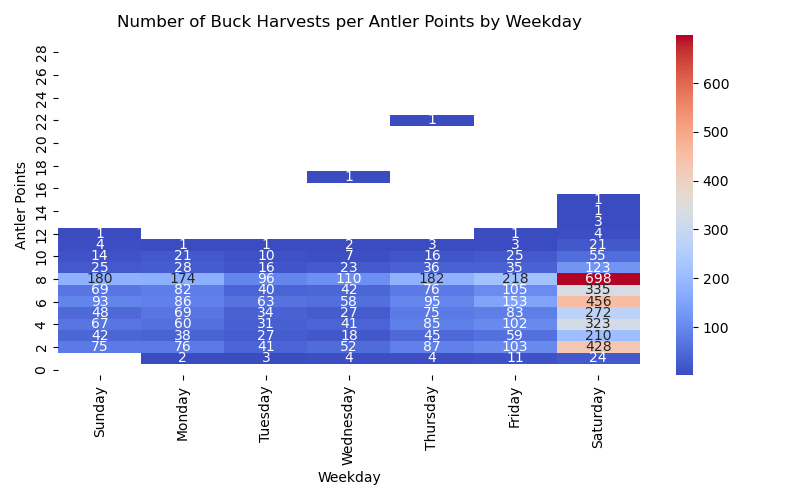 Number of Buck Harvests per Antler Points by Weekday
28
26
24
22 1
20
18
1
16
1
14 1
3
12 1 1 4
4 1 1 2 3 3 21
10 14 21 10 7 16 25 55
25 28 16 23 36 35 123
8 180 174 96 110 182 218 698
69 82 40 42 76 105 335
6 93 86 63 58 95 153 456
48 69 34 27 75 83 272
4 67 60 31 41 85 102 323
42 38 27 18 45 59 210
2 75 76 41 52 87 103 428
2 3 4 4 11 24
0
Antler Points
Sunday Monday Tuesday Wednesday Thursday Friday Saturday
Weekday
600
500
400
300
200
100